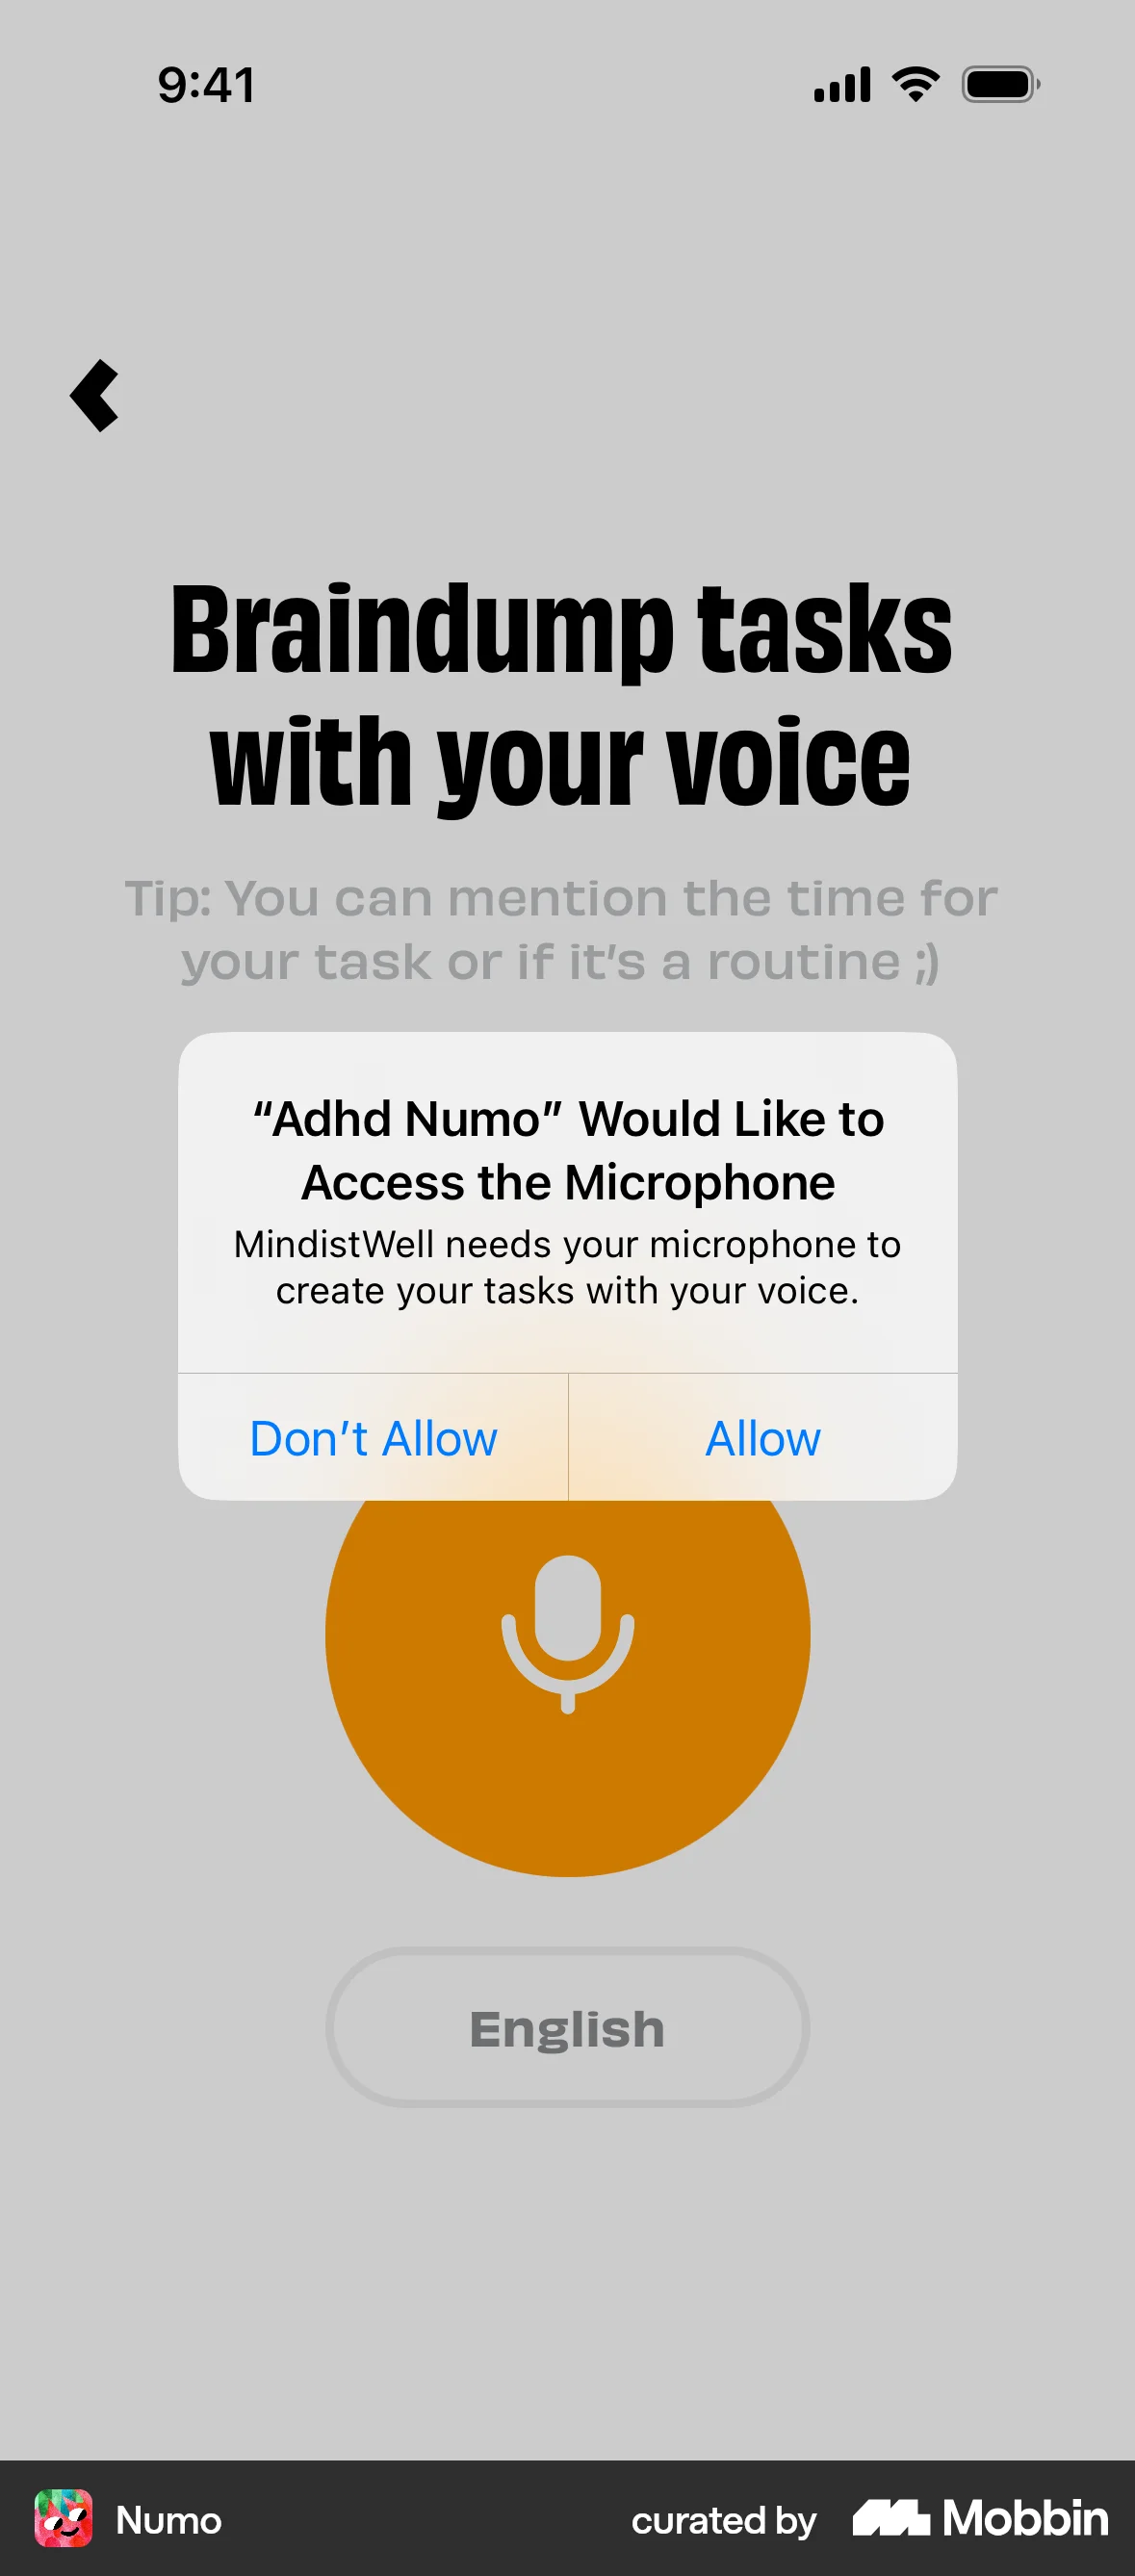 9:41
Braindump tasks
with your voice
Tip: You can mention the time for
your task or if it’s a routine ;)
“Adhd Numo” Would Like to
Access the Microphone
MindistWell needs your microphone to
create your tasks with your voice.
Don’t Allow
Allow
English
Numo
curated by
Mobbin